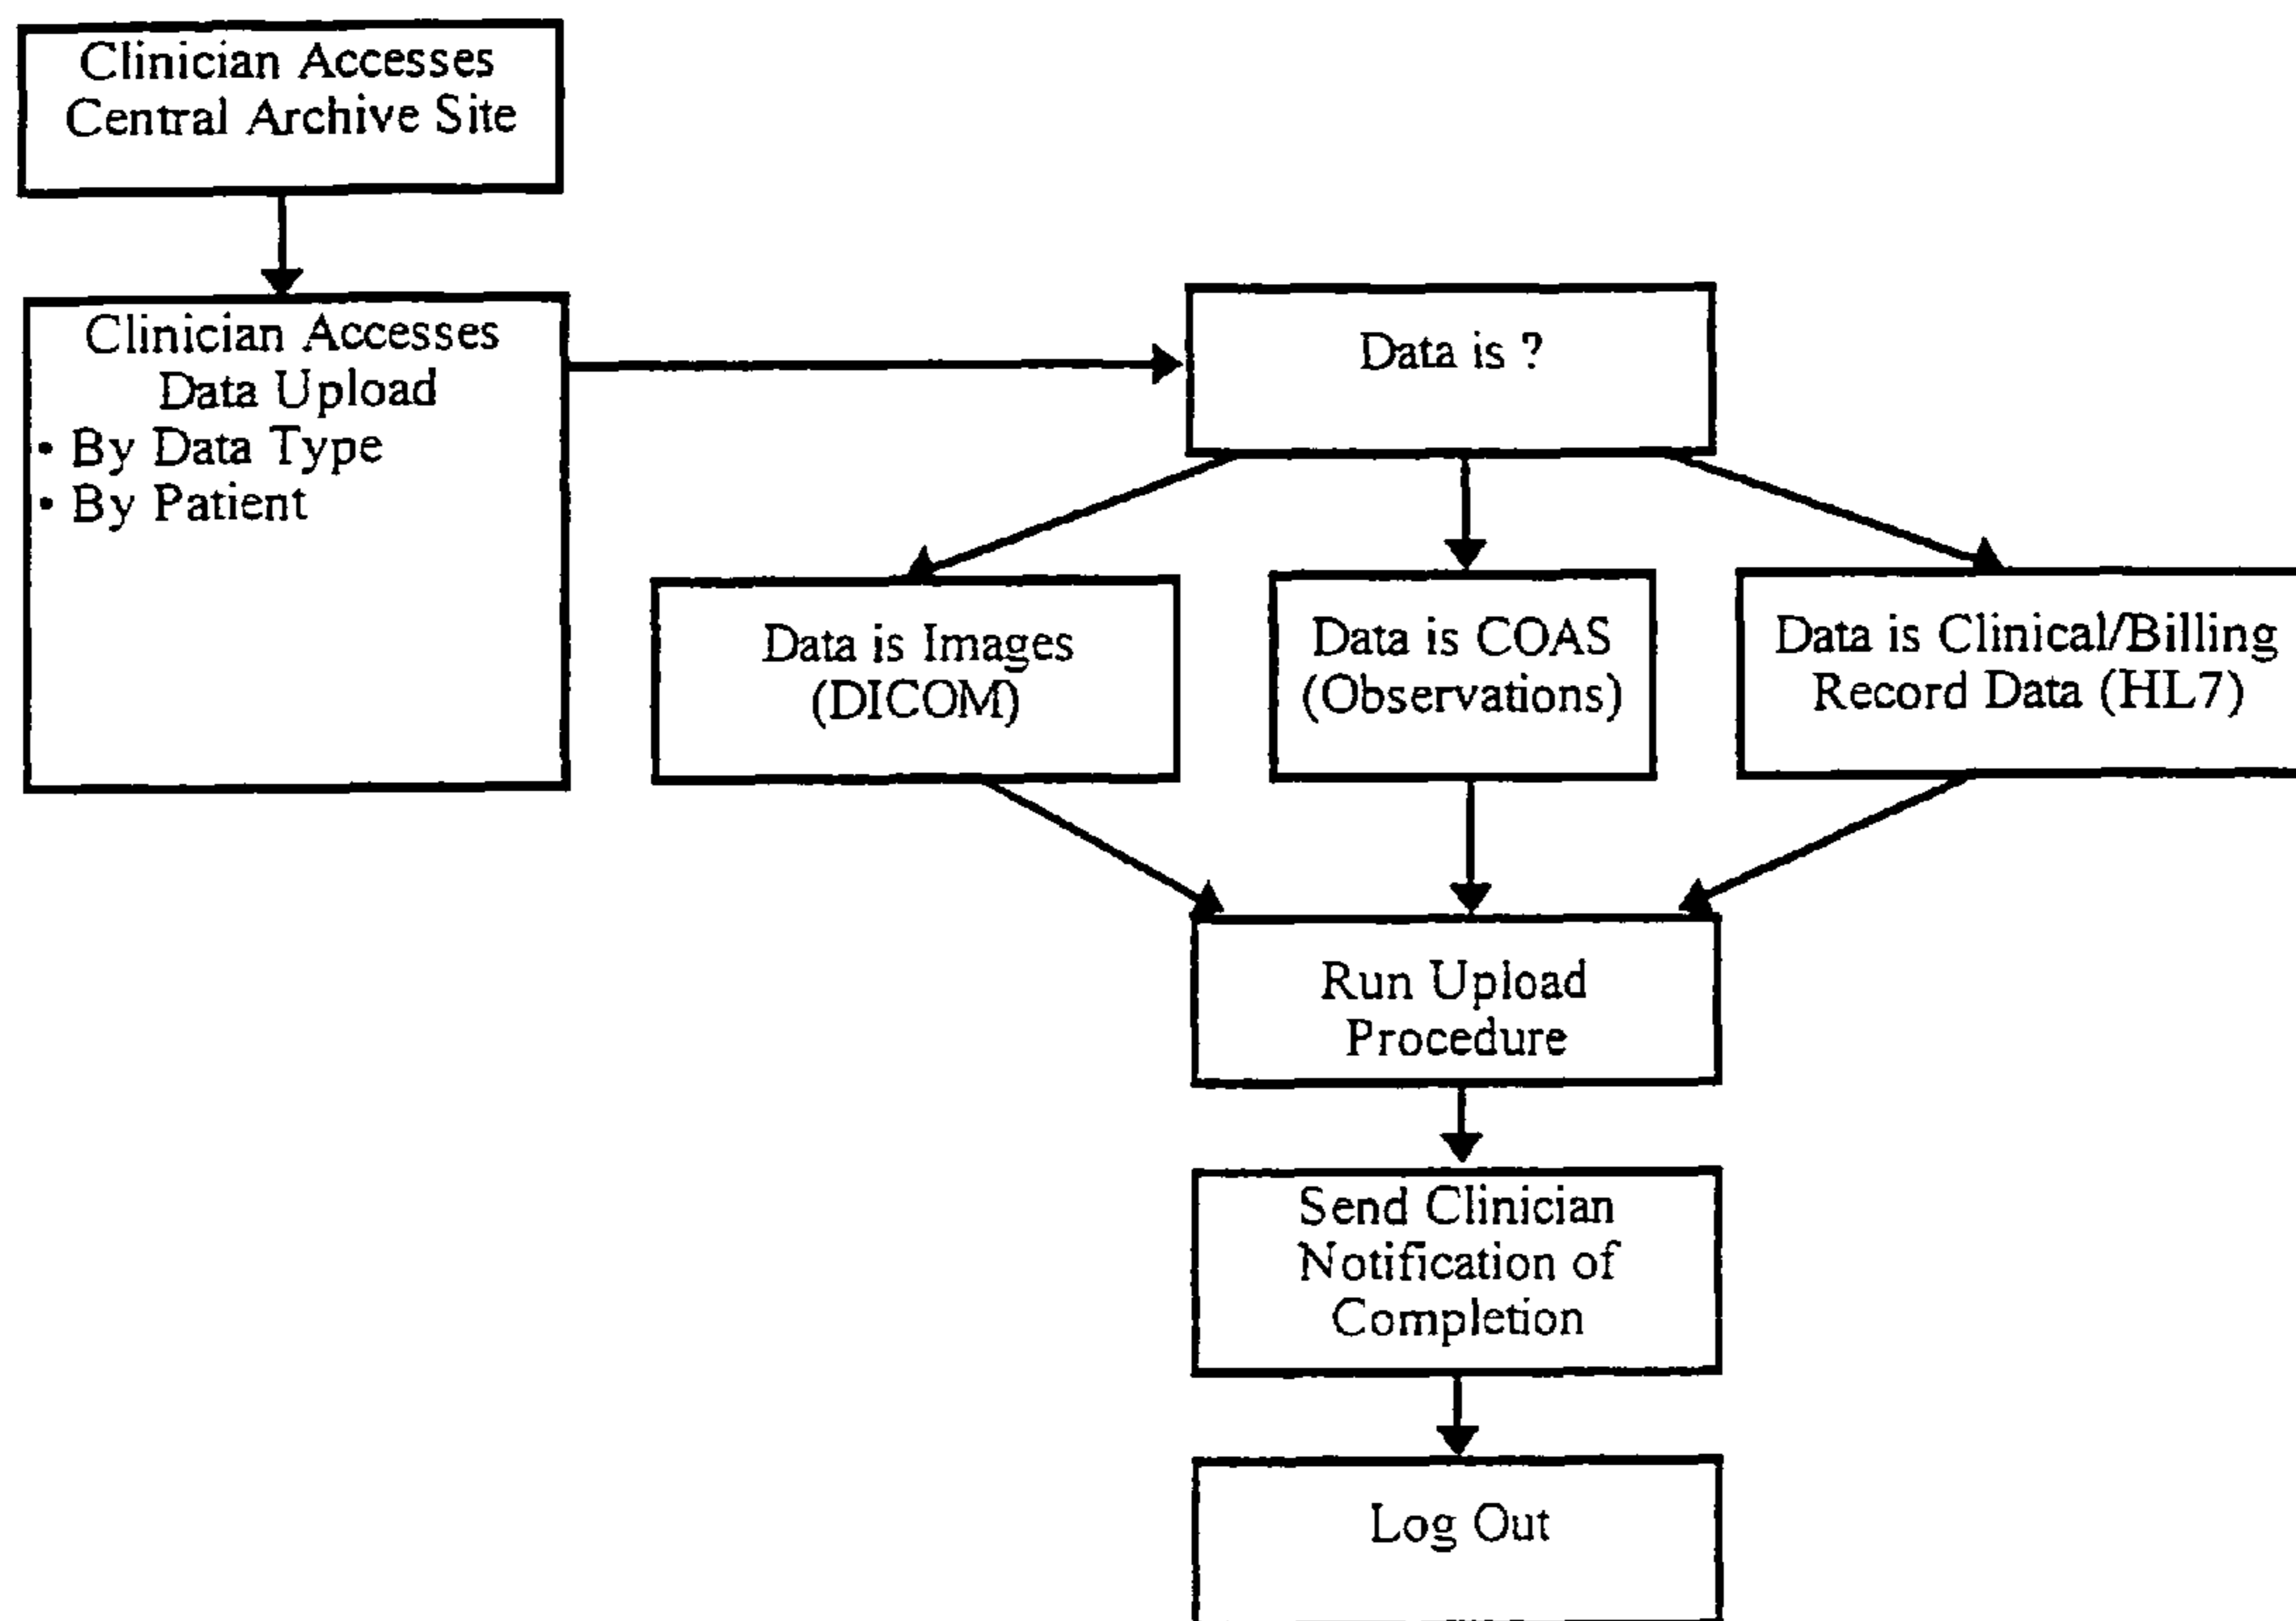 Clinician Accesses
Central Archive Site
Clinician Accesses
Data Upload
• By Data Type
• By Patient
Data is ?
Data is Images
(DICOM)
Data is COAS
(Observations)
Data is Clinical/Billing
Record Data (HL7)
Run Upload
Procedure
Send Clinician
Notification of
Completion
Log Out